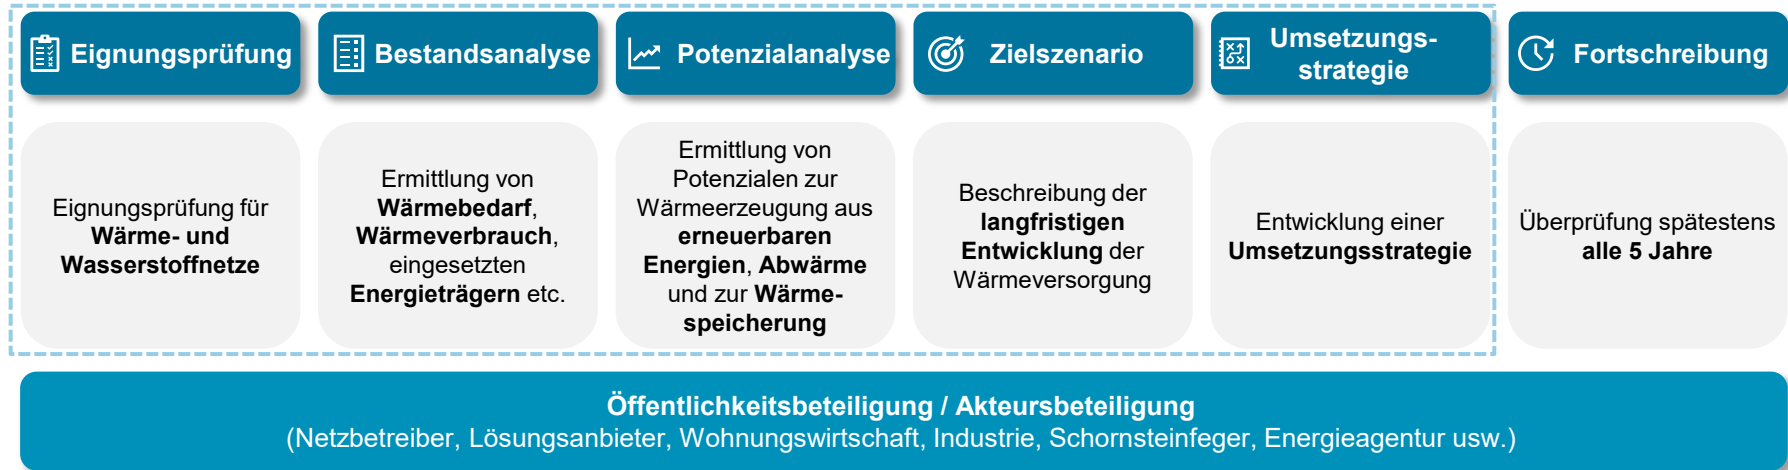 Eignungsprüfung
Bestandsanalyse
Potenzialanalyse
Zielszenario
Umsetzungs-
strategie
Fortschreibung
Eignungsprüfung für
Wärme- und
Wasserstoffnetze
Ermittlung von
Wärmebedarf,
Wärmeverbrauch,
eingesetzten
Energieträgern etc.
Ermittlung von
Potenzialen zur
Wärmeerzeugung aus
erneuerbaren
Energien, Abwärme
und zur Wärme-
speicherung
Beschreibung der
langfristigen
Entwicklung der
Wärmeversorgung
Entwicklung einer
Umsetzungsstrategie
Überprüfung spätestens
alle 5 Jahre
Öffentlichkeitsbeteiligung / Akteursbeteiligung
(Netzbetreiber, Lösungsanbieter, Wohnungswirtschaft, Industrie, Schornsteinfeger, Energieagentur usw.)